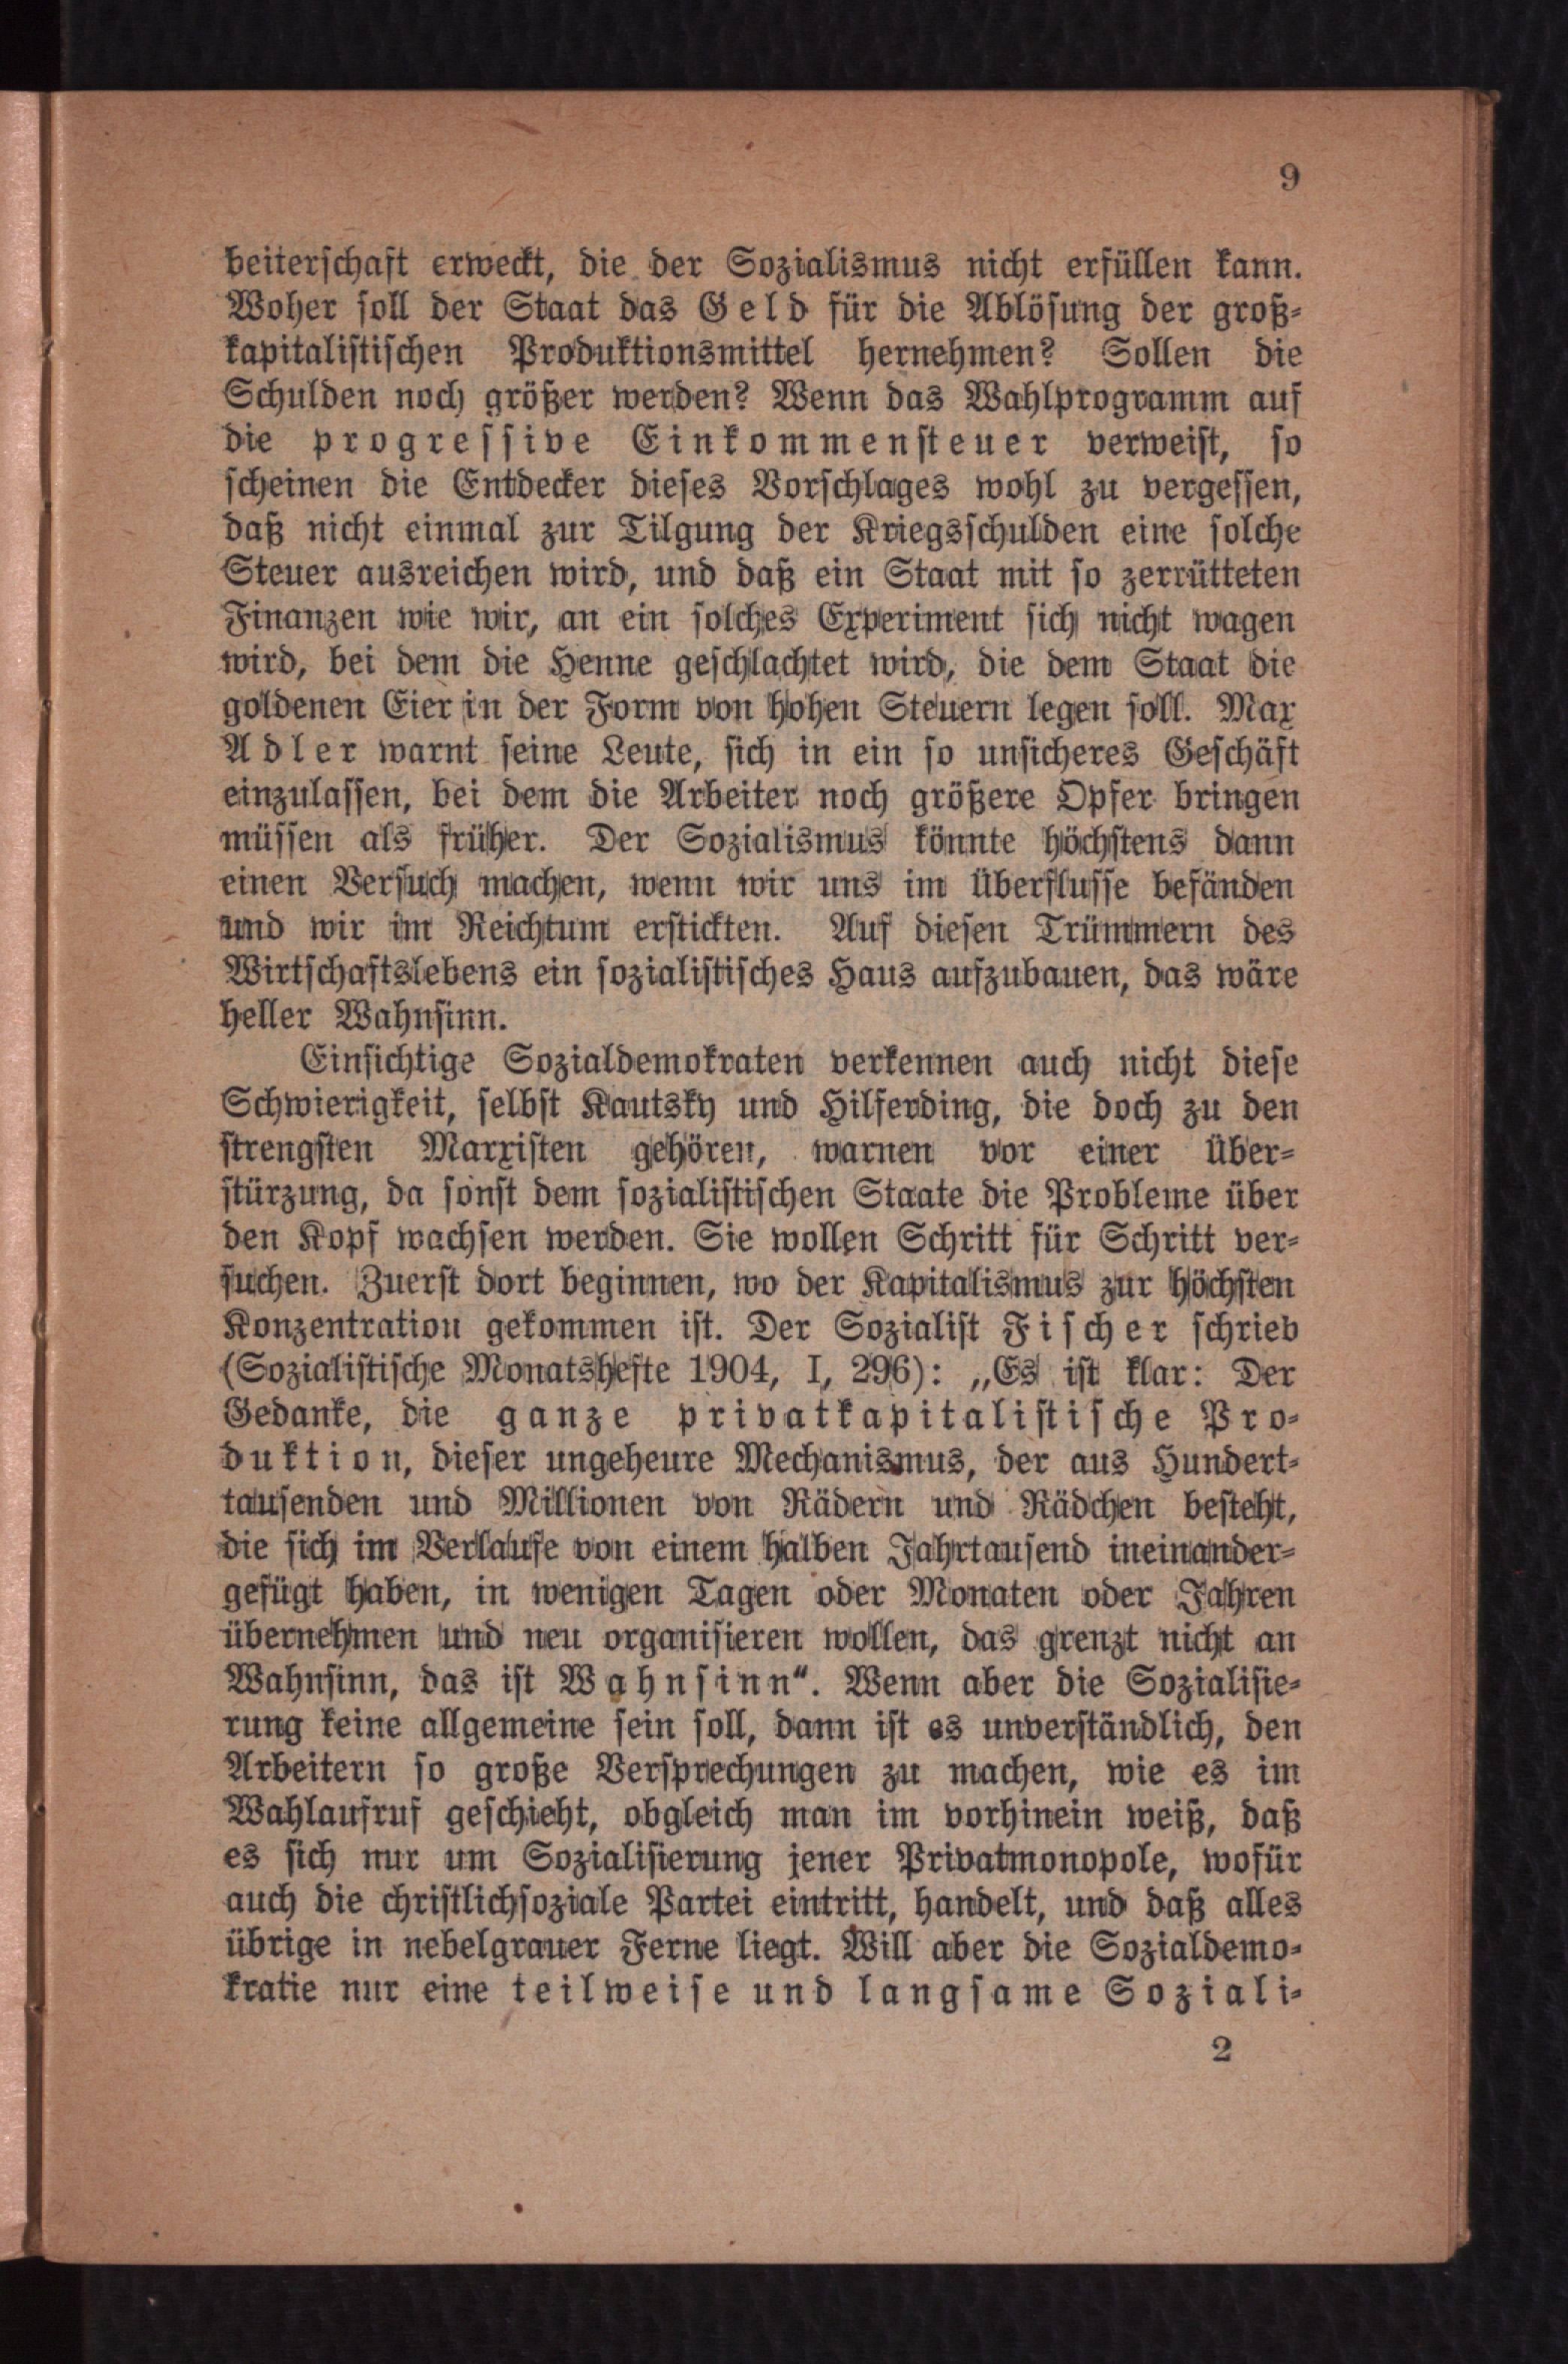 9
beiterschaft erweckt, die der Sozialismus nicht erfüllen kann.
Woher soll der Staat das Geld für die Ablösung der groß-
kapitalistischen Produktionsmittel hernehmen? Sollen die
Schulden noch größer werden? Wenn das Wahlprogramm auf
die progressive Einkommensteuer verweist, so
scheinen die Entdecker dieses Vorschlages wohl zu vergessen,
daß nicht einmal zur Tilgung der Kriegsschulden eine solche
Steuer ausreichen wird, und daß ein Staat mit so zerrütteten
Finanzen wie wir, an ein solches Experiment sich nicht wagen
wird, bei dem die Henne geschlachtet wird, die dem Staat die
goldenen Eier in der Form von hohen Steuern legen soll. Max
Adler warnt seine Leute, sich in ein so unsicheres Geschäft
einzulassen, bei dem die Arbeiter noch größere Opfer bringen
müssen als früher. Der Sozialismus könnte höchstens dann
einen Versuch machen, wenn wir uns im Überflusse befänden
und wir im Reichtum erstickten. Auf diesen Trümmern des
Wirtschaftslebens ein sozialistisches Haus aufzubauen, das wäre
heller Wahnsinn.
Einsichtige Sozialdemokraten verkennen auch nicht diese
Schwierigkeit, selbst Kautsky und Hilferding, die doch zu den
strengsten Marxisten gehören, warnen vor einer Über-
stürzung, da sonst dem sozialistischen Staate die Probleme über
den Kopf wachsen werden. Sie wollen Schritt für Schritt ver-
suchen. Zuerst dort beginnen, wo der Kapitalismus zur höchsten
Konzentration gekommen ist. Der Sozialist Fischer schrieb
(Sozialistische Monatshefte 1904, I, 296): „Es ist klar: Der
Gedanke, die ganze privatkapitalistische Pro-
duktion, dieser ungeheure Mechanismus, der aus Hundert-
tausenden und Millionen von Rädern und Rädchen besteht,
die sich im Verlaufe von einem halben Jahrtausend ineinander-
gefügt haben, in wenigen Tagen oder Monaten oder Jahren
übernehmen und neu organisieren wollen, das grenzt nicht an
Wahnsinn, das ist Wahnsinn“. Wenn aber die Sozialisie-
rung keine allgemeine sein soll, dann ist es unverständlich, den
Arbeitern so große Versprechungen zu machen, wie es im
Wahlaufruf geschieht, obgleich man im vorhinein weiß, daß
es sich nur um Sozialisierung jener Privatmonopole, wofür
auch die christlichsoziale Partei eintritt, handelt, und daß alles
übrige in nebelgrauer Ferne liegt. Will aber die Sozialdemo-
kratie nur eine teilweise und langsame Soziali-
2